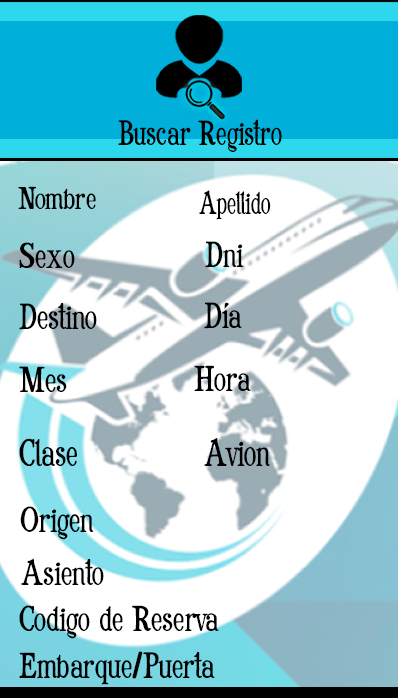 Buscar Registro
Nombre Apellido
Sexo Dni
Destino Día
Mes Hora
Clase Avion
Origen
Asiento
Codigo de Reserva
Embarque/Puerta